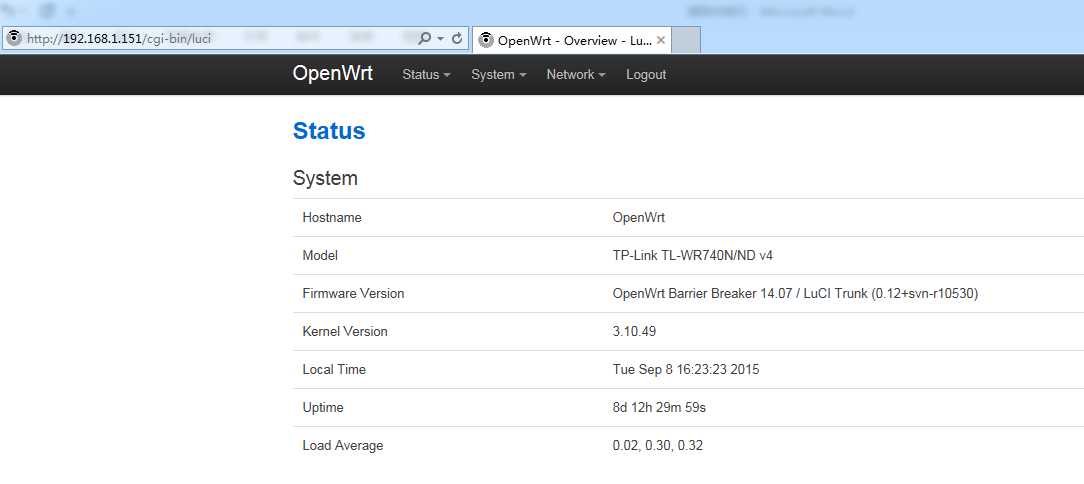 http://192.168.1.151/cgi-bin/luci
OpenWrt - Overview - Lu...
OpenWrt Status System Network Logout
Status
System
Hostname OpenWrt
Model TP-Link TL-WR740N/ND v4
Firmware Version OpenWrt Barrier Breaker 14.07 / LuCI Trunk (0.12+svn-r10530)
Kernel Version 3.10.49
Local Time Tue Sep 8 16:23:23 2015
Uptime 8d 12h 29m 59s
Load Average 0.02, 0.30, 0.32